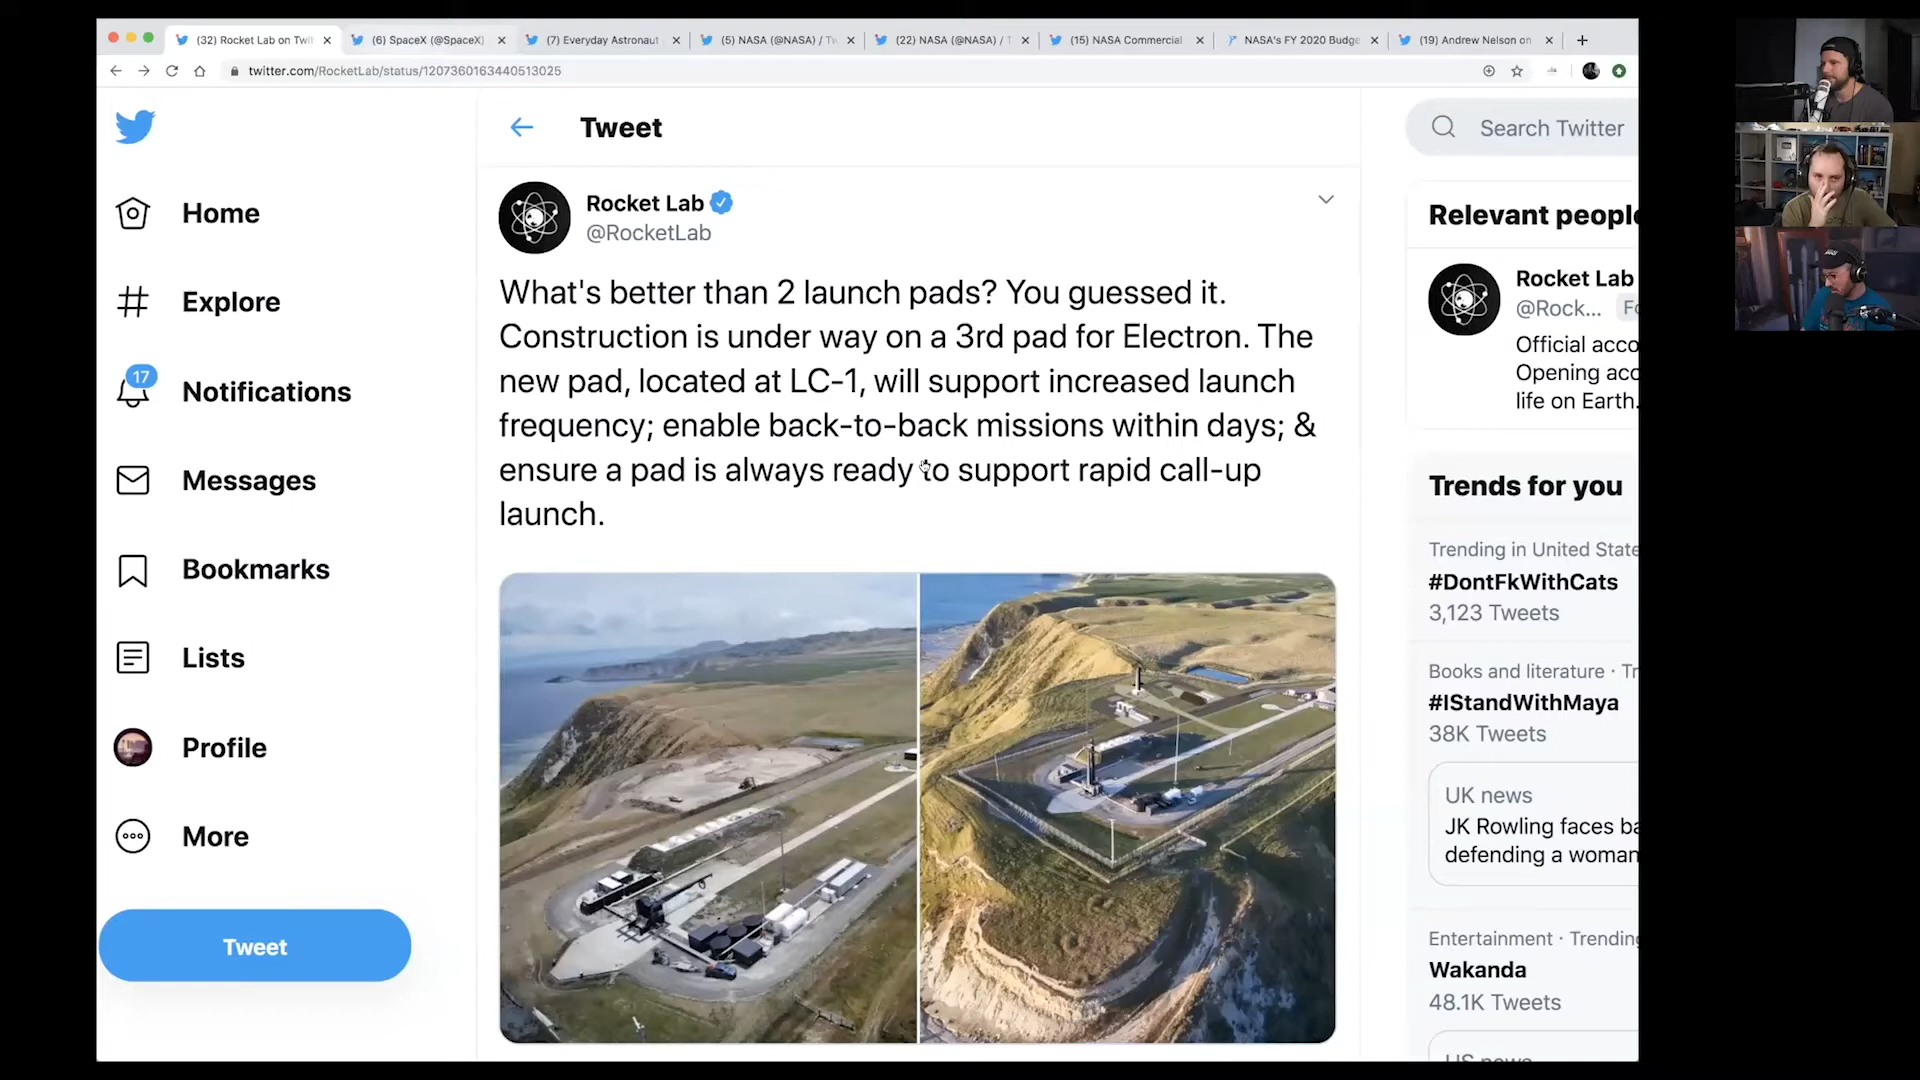 (32) Rocket Lab on Twi
(6) SpaceX (@SpaceX)
(7) Everyday Astronaut
(5) NASA (@NASA) / Tw
(22) NASA (@NASA) / T
(15) NASA Commercial
NASA's FY 2020 Budge
(19) Andrew Nelson on
twitter.com/RocketLab/status/1207360163440513025
Home
Explore
17
Notifications
Messages
Bookmarks
Lists
Profile
More
Tweet
Tweet
Rocket Lab
@RocketLab
What's better than 2 launch pads? You guessed it.
Construction is under way on a 3rd pad for Electron. The
new pad, located at LC-1, will support increased launch
frequency; enable back-to-back missions within days; &
ensure a pad is always ready to support rapid call-up
launch.
Search Twitter
Relevant people
Rocket Lab
@Rock... Fo
Official acco
Opening acc
life on Earth.
Trends for you
Trending in United State
#DontFkWithCats
3,123 Tweets
Books and literature · Tr
#IStandWithMaya
38K Tweets
UK news
JK Rowling faces ba
defending a woman
Entertainment · Trending
Wakanda
48.1K Tweets
US news